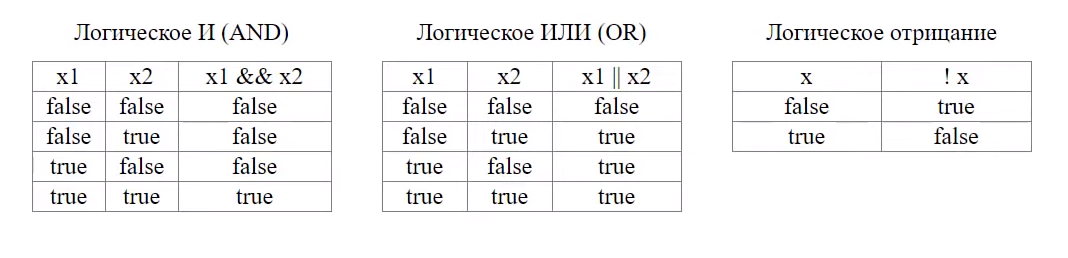 Логическое И (AND)
x1 x2 x1 && x2
false false false
false true false
true false false
true true true
Логическое ИЛИ (OR)
x1 x2 x1 || x2
false false false
false true true
true false true
true true true
Логическое отрицание
x ! x
false true
true false